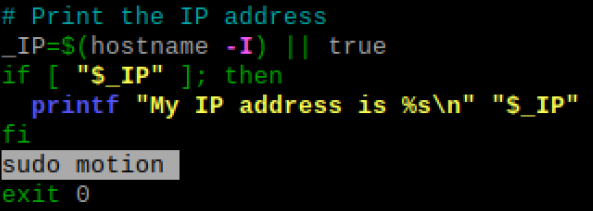 # Print the IP address
_IP=$(hostname -I) || true
if [ "$_IP" ]; then
  printf "My IP address is %s\n" "$_IP"
fi
sudo motion
exit 0